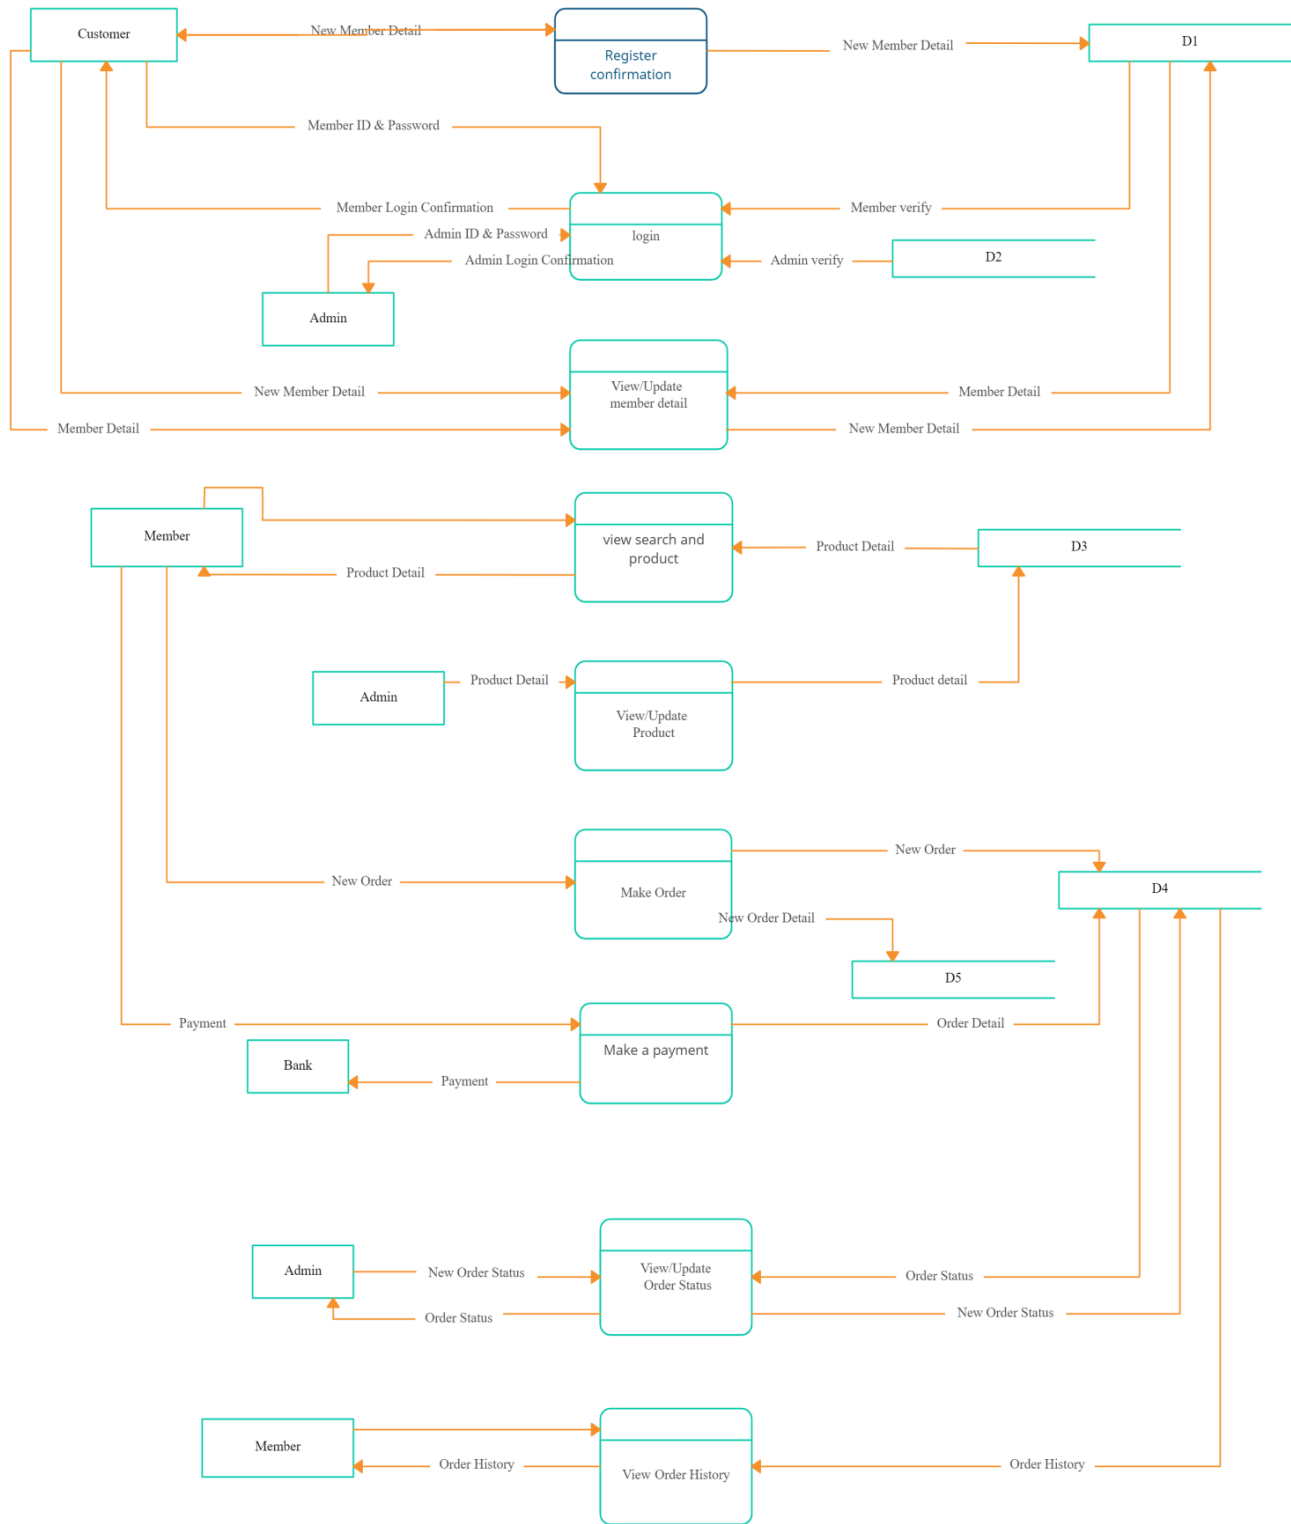 Customer
New Member Detail
Register
confirmation
New Member Detail
D1
Member ID & Password
Member Login Confirmation
Member verify
Admin ID & Password
login
Admin Login Confirmation
Admin verify
D2
Admin
View/Update
member detail
New Member Detail
Member Detail
Member Detail
New Member Detail
Member
view search and
product
Product Detail
D3
Product Detail
Admin
Product Detail
View/Update
Product
Product detail
New Order
New Order
Make Order
D4
New Order Detail
D5
Payment
Make a payment
Order Detail
Bank
Payment
Admin
New Order Status
View/Update
Order Status
Order Status
Order Status
New Order Status
Member
Order History
View Order History
Order History